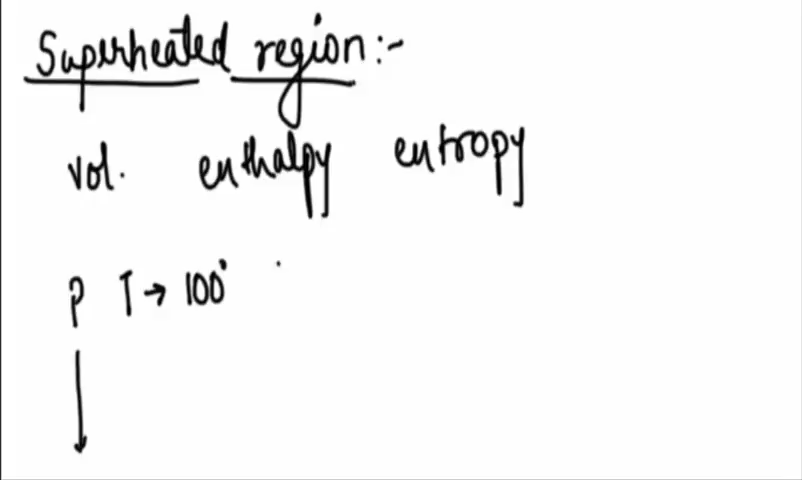 Superheated region:-
vol. enthalpy entropy
P T → 100°